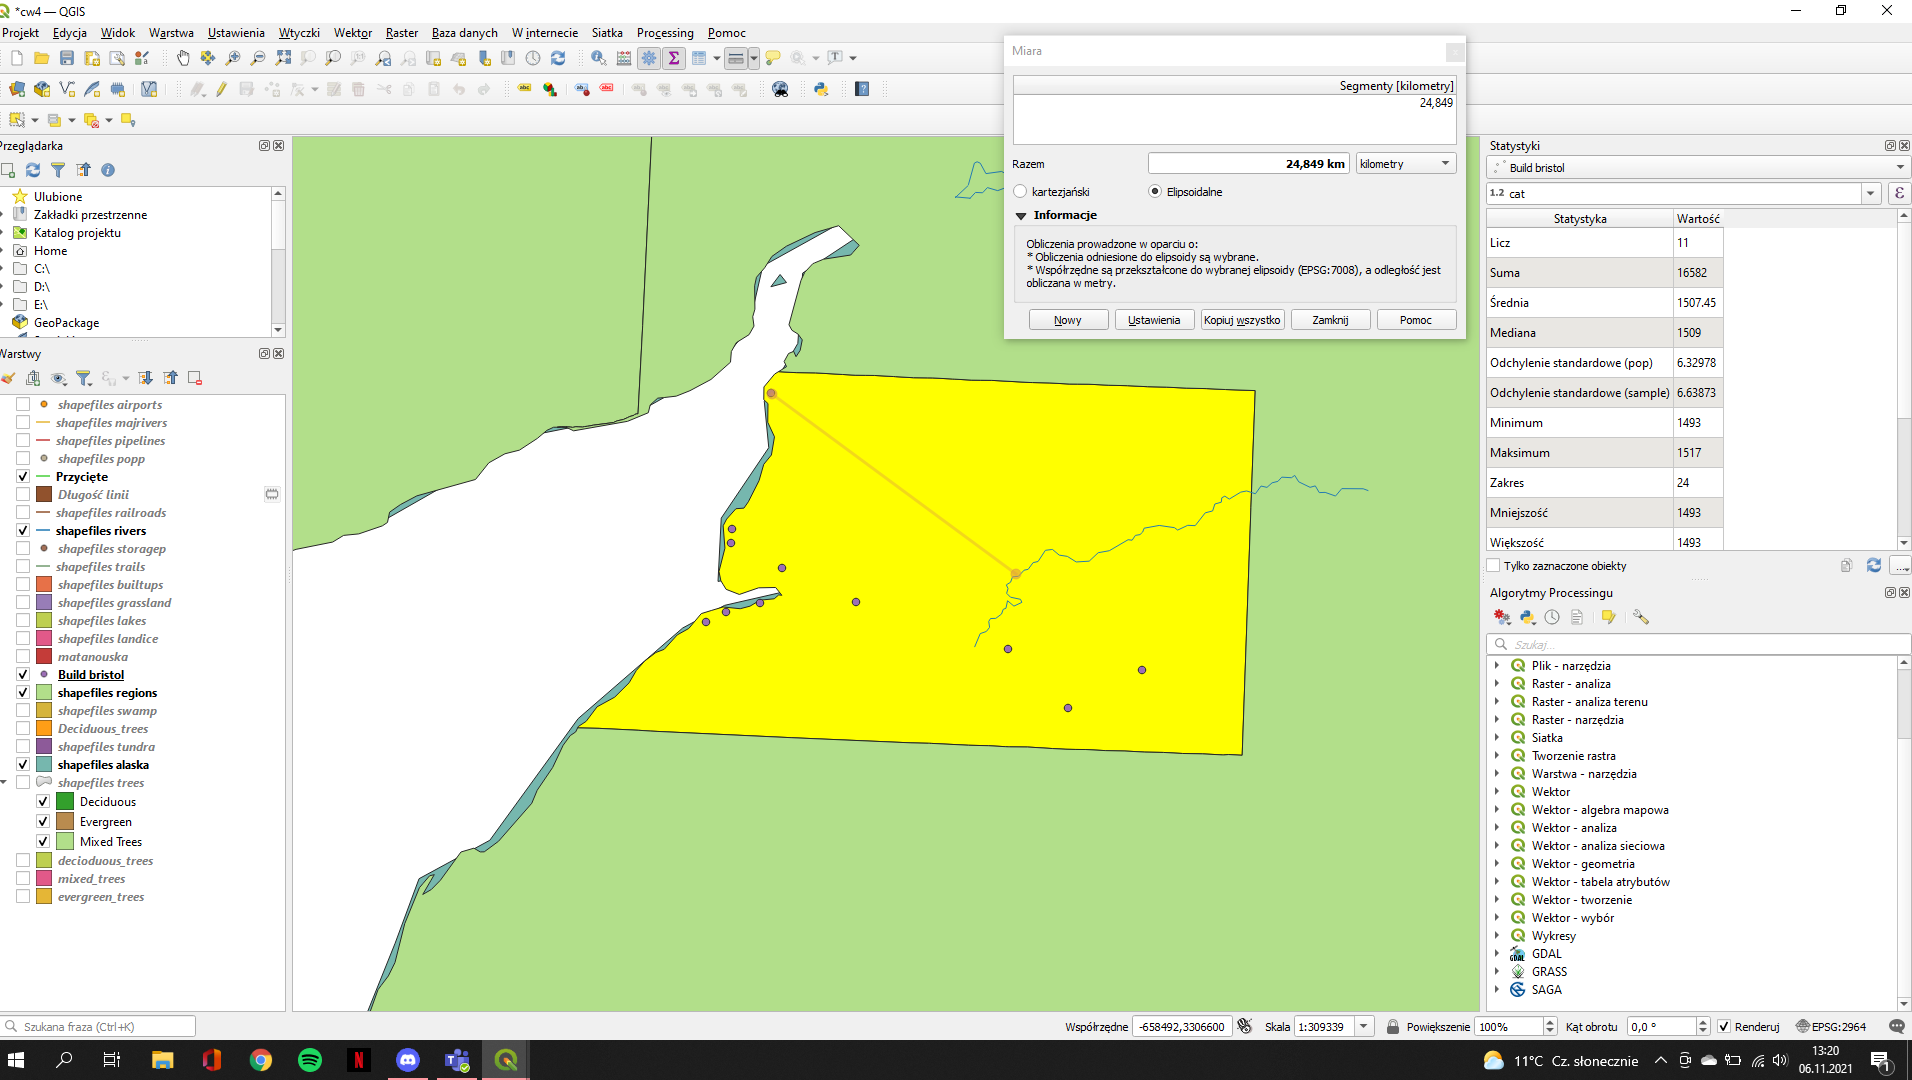 *cw4 — QGIS
Projekt Edycja Widok Warstwa Ustawienia Wtyczki Wektor Raster Baza danych W internecie Siatka Processing Pomoc
Miara
Segmenty [kilometry]
24,849
Razem 24,849 km kilometry
kartezjański Elipsoidalne
Informacje
Obliczenia prowadzone w oparciu o:
* Obliczenia odniesione do elipsoidy są wybrane.
* Współrzędne są przekształcone do wybranej elipsoidy (EPSG:7008), a odległość jest
obliczana w metry.
Nowy Ustawienia Kopiuj wszystko Zamknij Pomoc
Przeglądarka
Ulubione
Zakładki przestrzenne
Katalog projektu
Home
C:\
D:\
E:\
GeoPackage
Warstwy
shapefiles airports
shapefiles majrivers
shapefiles pipelines
shapefiles popp
Przycięte
Długość linii
shapefiles railroads
shapefiles rivers
shapefiles storagep
shapefiles trails
shapefiles builtups
shapefiles grassland
shapefiles lakes
shapefiles landice
matanouska
Build bristol
shapefiles regions
shapefiles swamp
Deciduous_trees
shapefiles tundra
shapefiles alaska
shapefiles trees
Deciduous
Evergreen
Mixed Trees
decioduous_trees
mixed_trees
evergreen_trees
Statystyki
Build bristol
1.2 cat
ε
Statystyka Wartość
Licz 11
Suma 16582
Średnia 1507.45
Mediana 1509
Odchylenie standardowe (pop) 6.32978
Odchylenie standardowe (sample) 6.63873
Minimum 1493
Maksimum 1517
Zakres 24
Mniejszość 1493
Większość 1493
Tylko zaznaczone obiekty
...
Algorytmy Processingu
Szukaj...
Plik - narzędzia
Raster - analiza
Raster - analiza terenu
Raster - narzędzia
Siatka
Tworzenie rastra
Warstwa - narzędzia
Wektor
Wektor - algebra mapowa
Wektor - analiza
Wektor - analiza sieciowa
Wektor - geometria
Wektor - tabela atrybutów
Wektor - tworzenie
Wektor - wybór
Wykresy
GDAL
GRASS
SAGA
Szukana fraza (Ctrl+K)
Współrzędne -658492,3306600 Skala 1:309339 Powiększenie 100% Kąt obrotu 0,0 ° Renderuj EPSG:2964
11°C Cz. słonecznie
13:20
06.11.2021
1